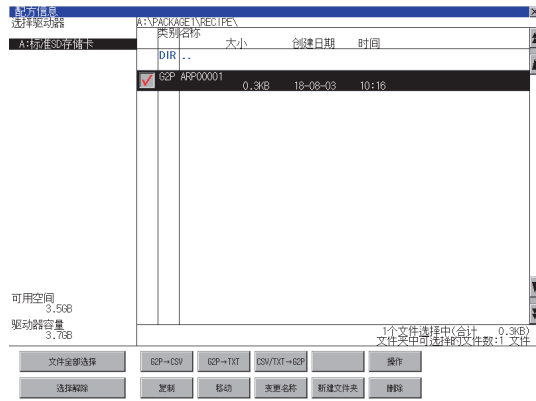 配方信息
选择驱动器
A:\PACKAGE1\RECIPE\
A:标准SD存储卡
类别 名称
大小 创建日期 时间
DIR ..
G2P ARP00001
0.3KB 18-08-03 10:16
可用空间
3.5GB
驱动器容量
3.7GB
1个文件选择中(合计 0.3KB)
文件夹中可选择的文件数:1 文件
文件全部选择 G2P→CSV G2P→TXT CSV/TXT→G2P 操作
选择解除 复制 移动 变更名称 新建文件夹 删除